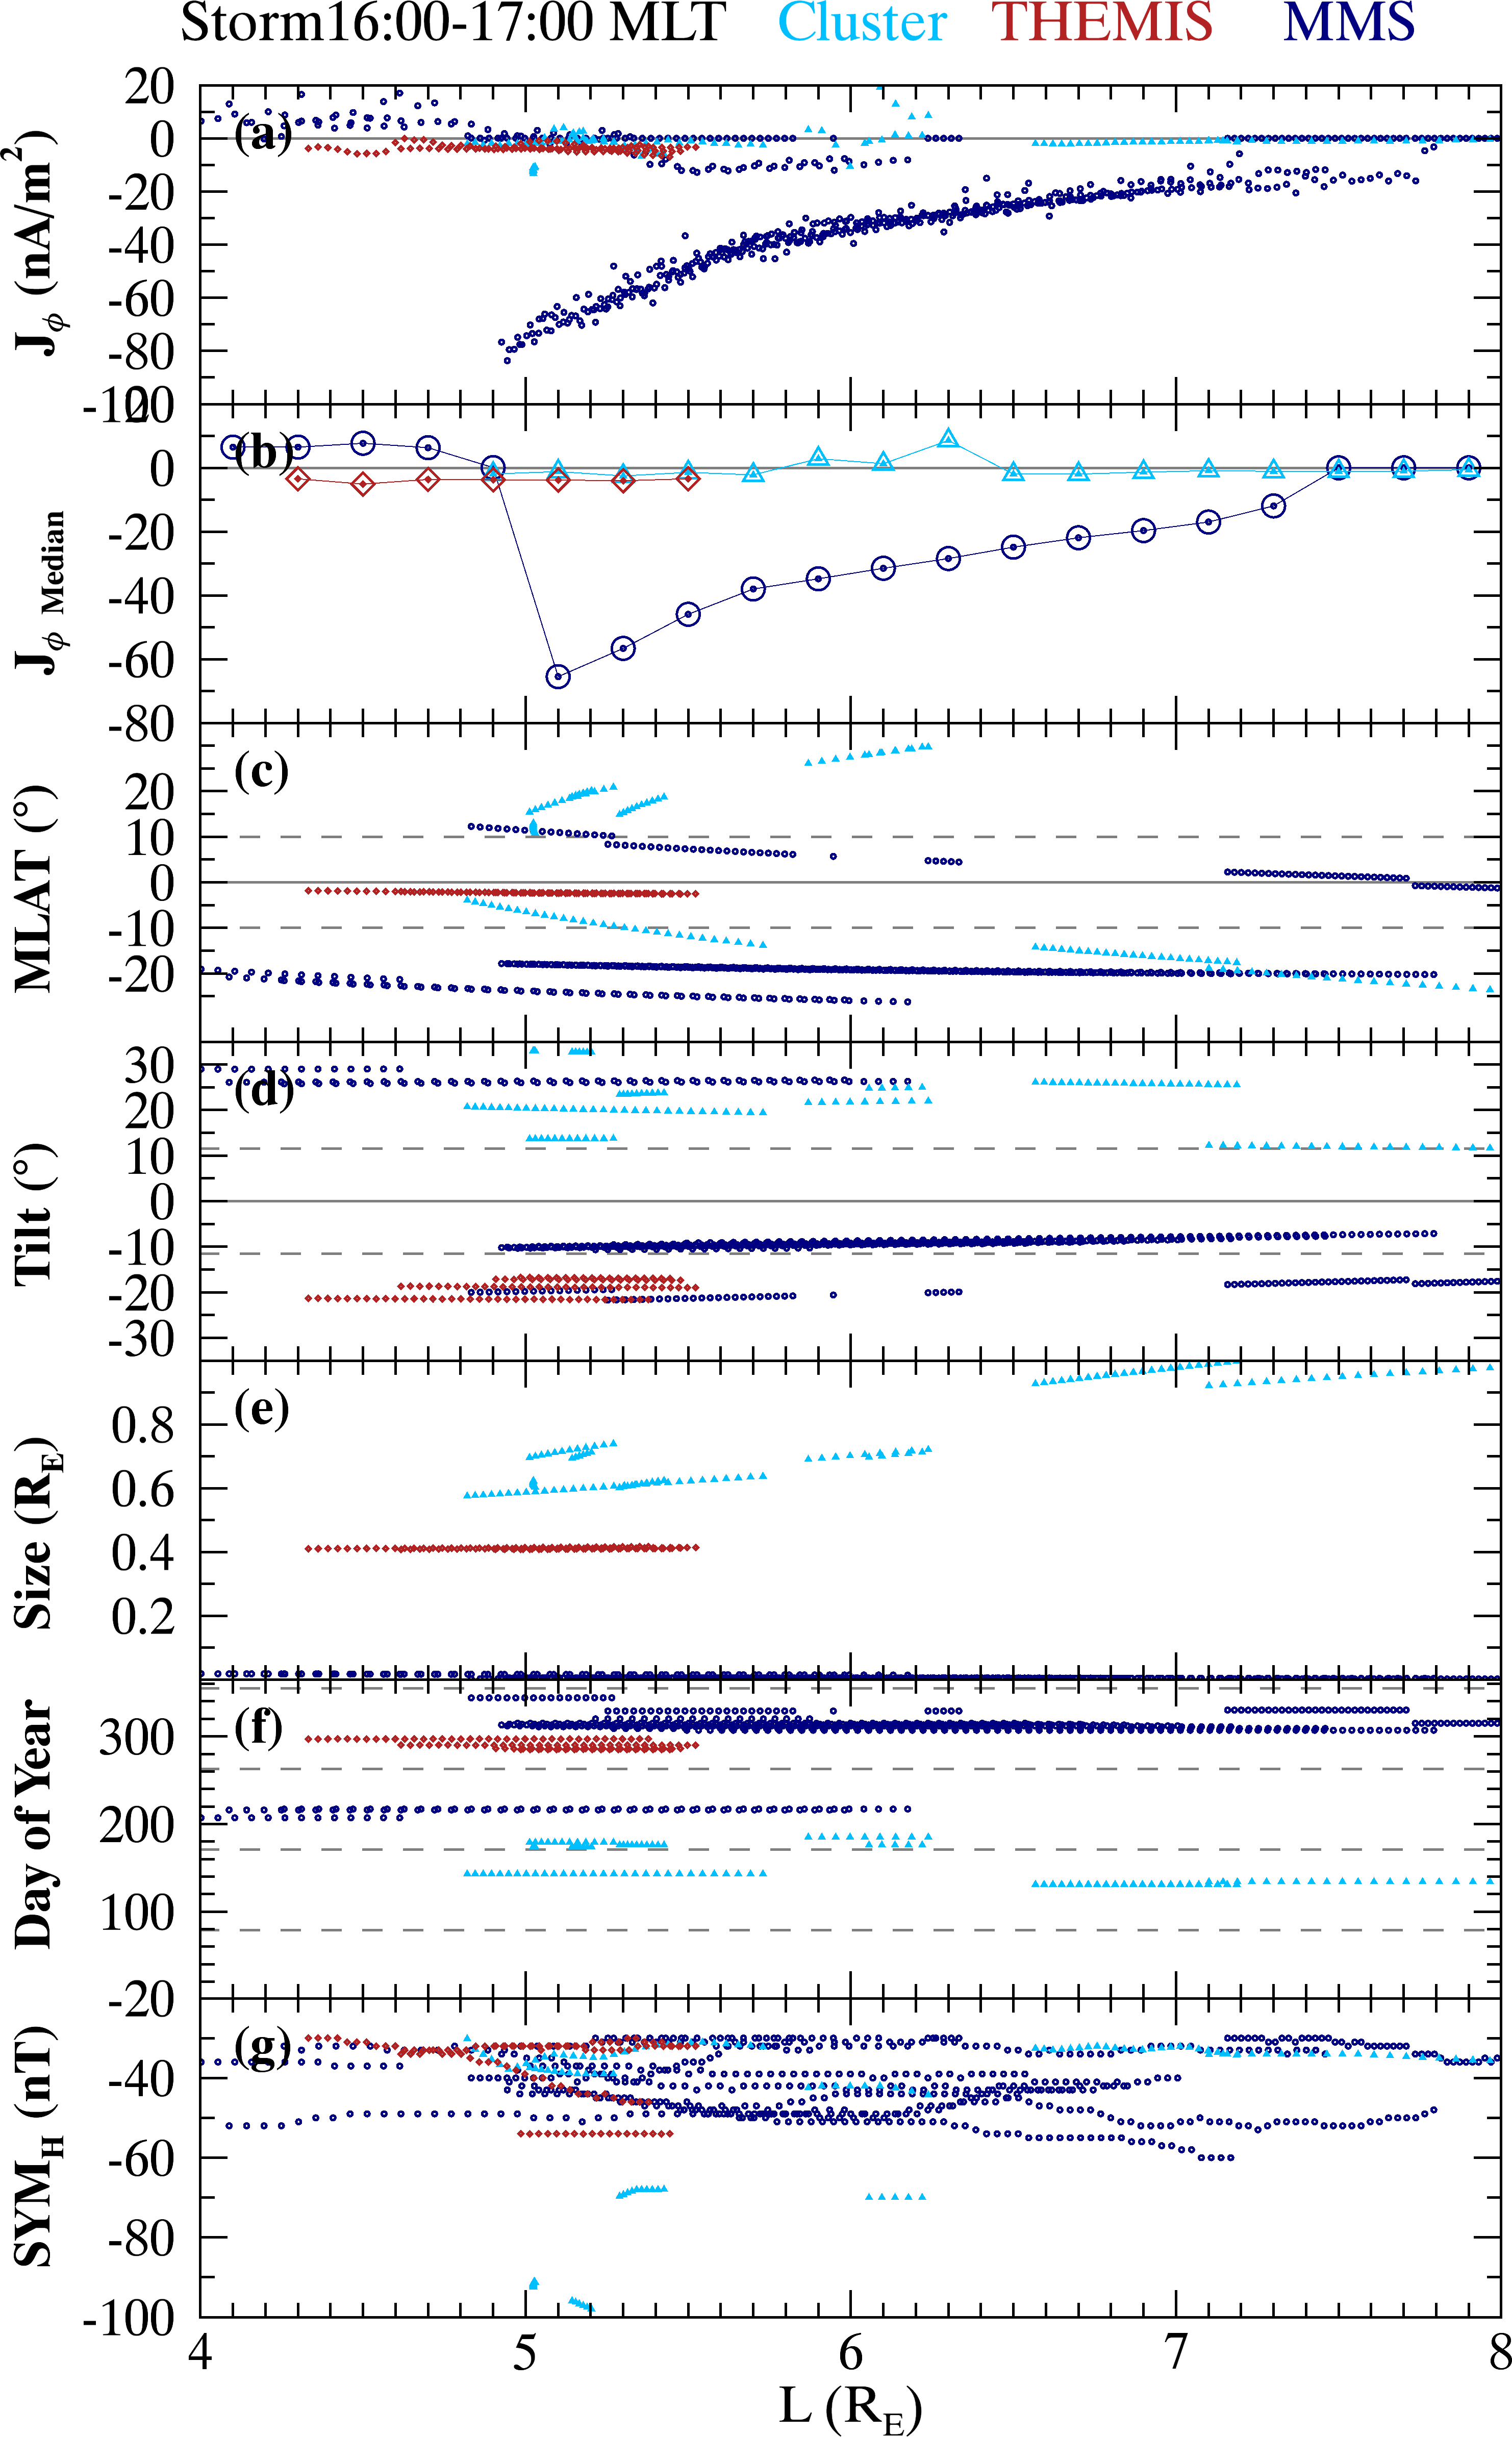 Storm16:00-17:00 MLT Cluster THEMIS MMS
20
0
-20
-40
-60
-80
-100
J𝜙 (nA/m²)
(a)
20
0
-20
-40
-60
-80
J𝜙 Median
(b)
20
10
0
-10
-20
MLAT (°)
(c)
30
20
10
0
-10
-20
-30
Tilt (°)
(d)
0.8
0.6
0.4
0.2
Size (R_E)
(e)
300
200
100
Day of Year
(f)
-20
-40
-60
-80
-100
SYM_H (nT)
(g)
4 5 6 7 8
L (R_E)